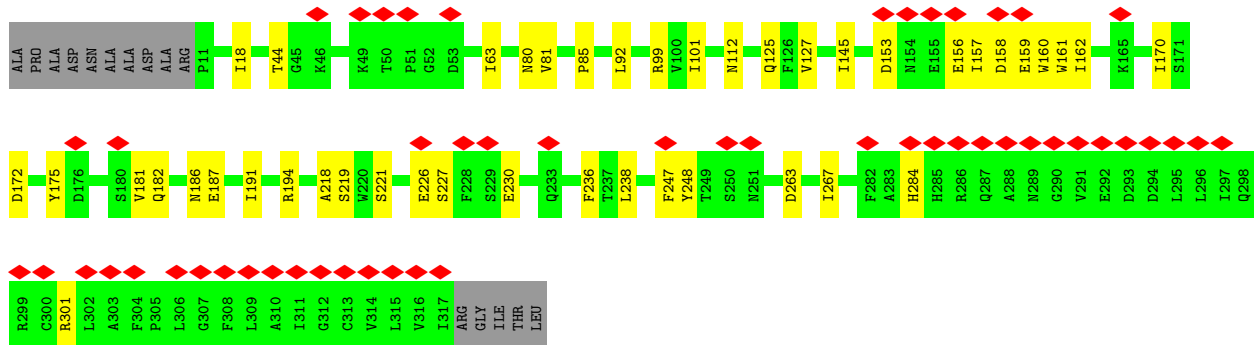 ALA PRO ALA ASP ASN ALA ALA ASP ALA ARG P11 I18 T44 G45 K46 K49 T50 P51 G52 D53 I63 N80 V81 P85 L92 R99 V100 I101 N112 Q125 F126 V127 I145 D153 N154 E155 E156 I157 D158 E159 W160 W161 I162 K165 I170 S171
D172 Y175 D176 S180 V181 Q182 N186 E187 I191 R194 A218 S219 W220 S221 E226 S227 F228 S229 E230 Q233 F236 T237 L238 F247 Y248 T249 S250 N251 D263 I267 F282 A283 H284 H285 R286 Q287 A288 N289 G290 V291 E292 D293 D294 L295 L296 I297 Q298
R299 C300 R301 L302 A303 F304 P305 L306 G307 F308 L309 A310 I311 G312 C313 V314 L315 V316 I317 ARG GLY ILE THR LEU